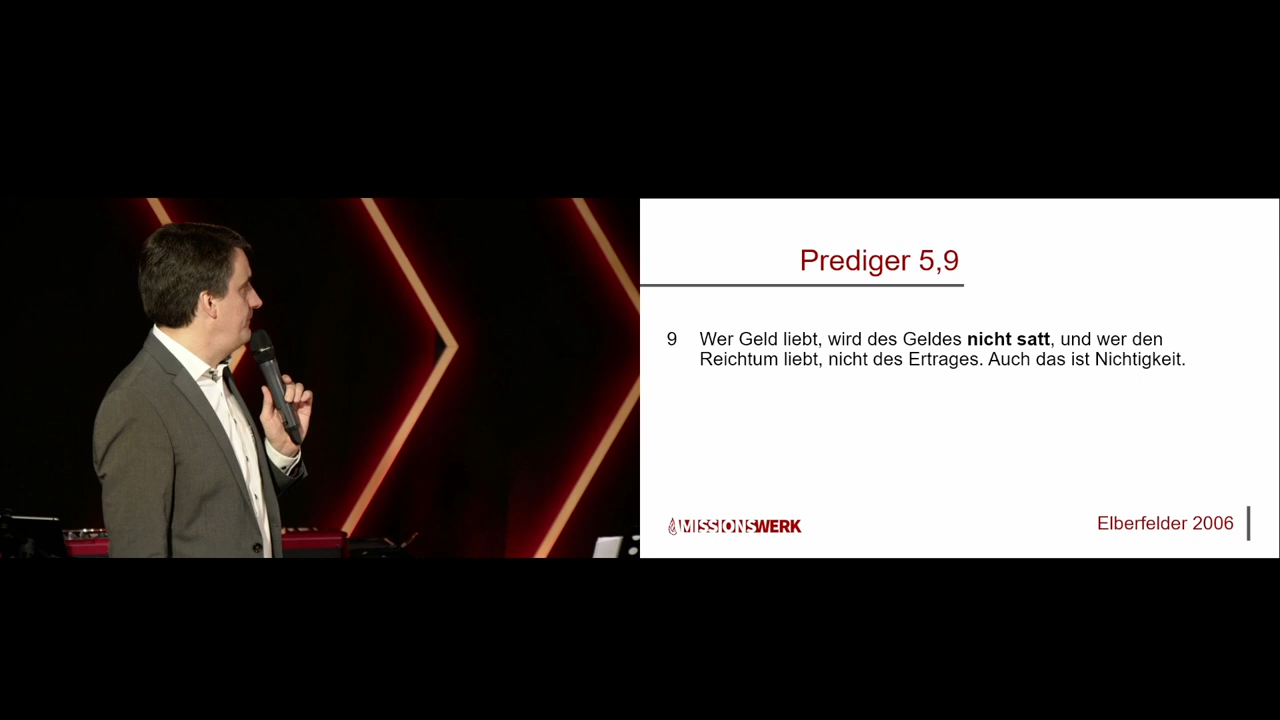 Prediger 5,9
9 Wer Geld liebt, wird des Geldes nicht satt, und wer den
Reichtum liebt, nicht des Ertrages. Auch das ist Nichtigkeit.
MISSIONSWERK
Elberfelder 2006